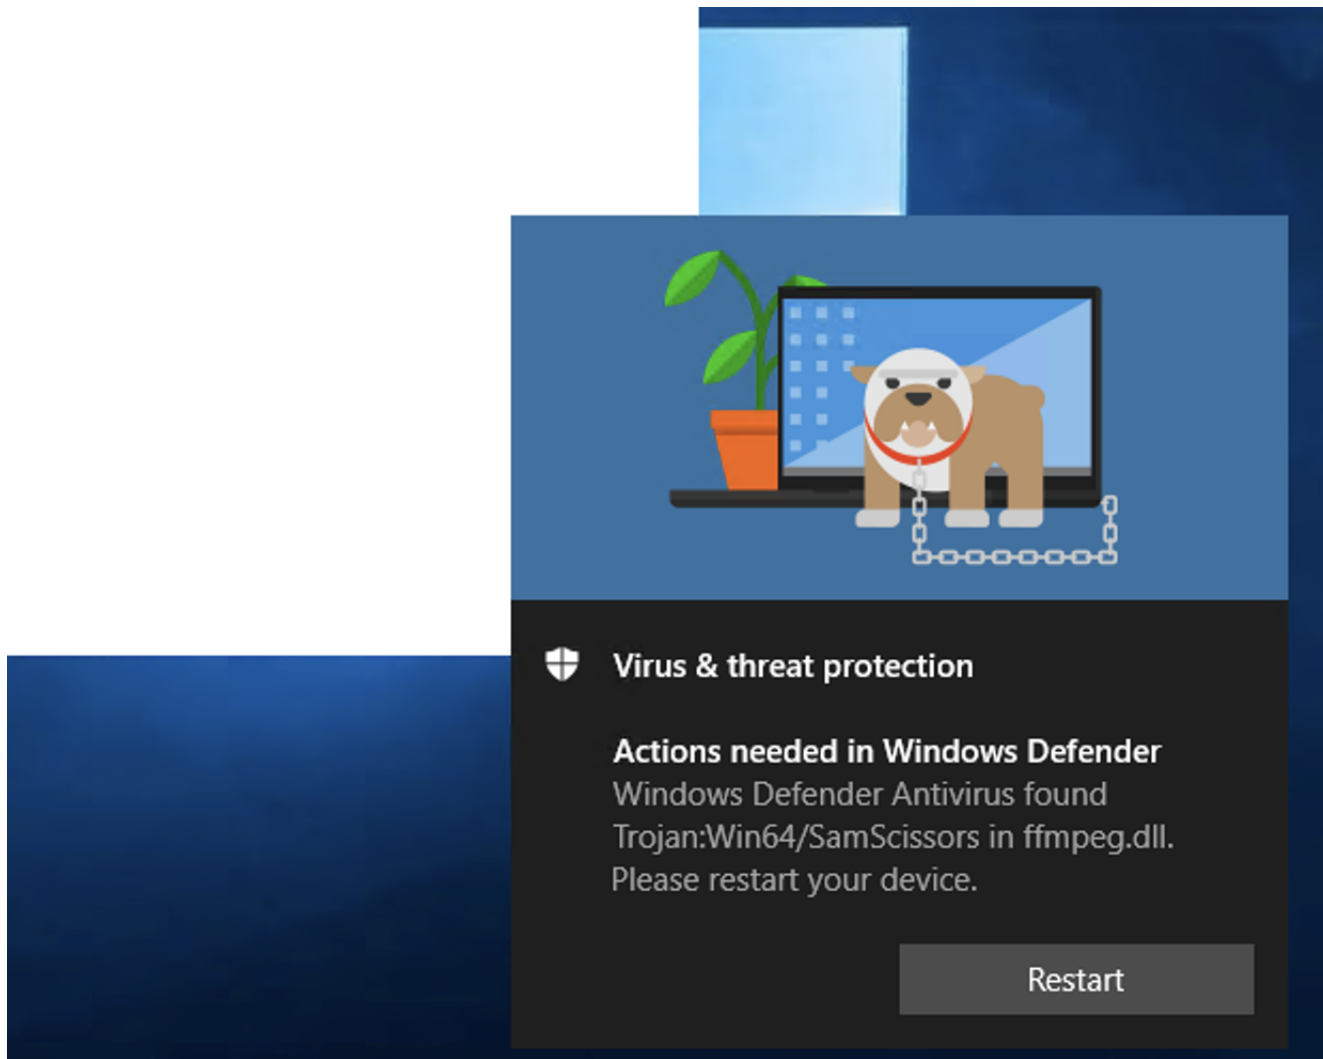 Virus & threat protection
Actions needed in Windows Defender
Windows Defender Antivirus found
Trojan:Win64/SamScissors in ffmpeg.dll.
Please restart your device.
Restart